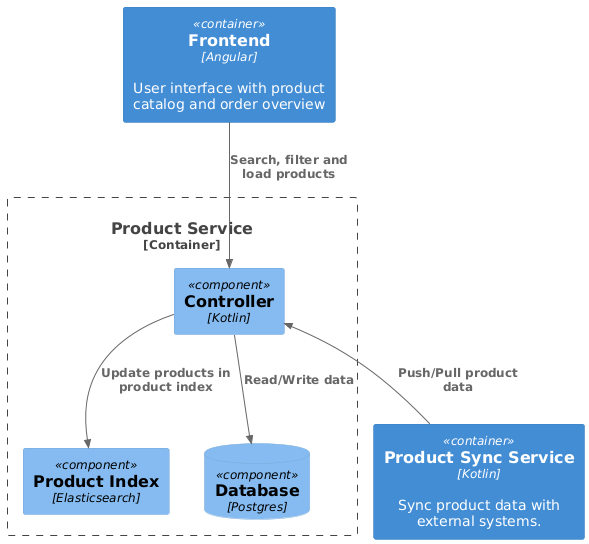 «container»
Frontend
[Angular]
User interface with product
catalog and order overview
Search, filter and
load products
Product Service
[Container]
«component»
Controller
[Kotlin]
Update products in
product index
Read/Write data
Push/Pull product
data
«component»
Product Index
[Elasticsearch]
«component»
Database
[Postgres]
«container»
Product Sync Service
[Kotlin]
Sync product data with
external systems.